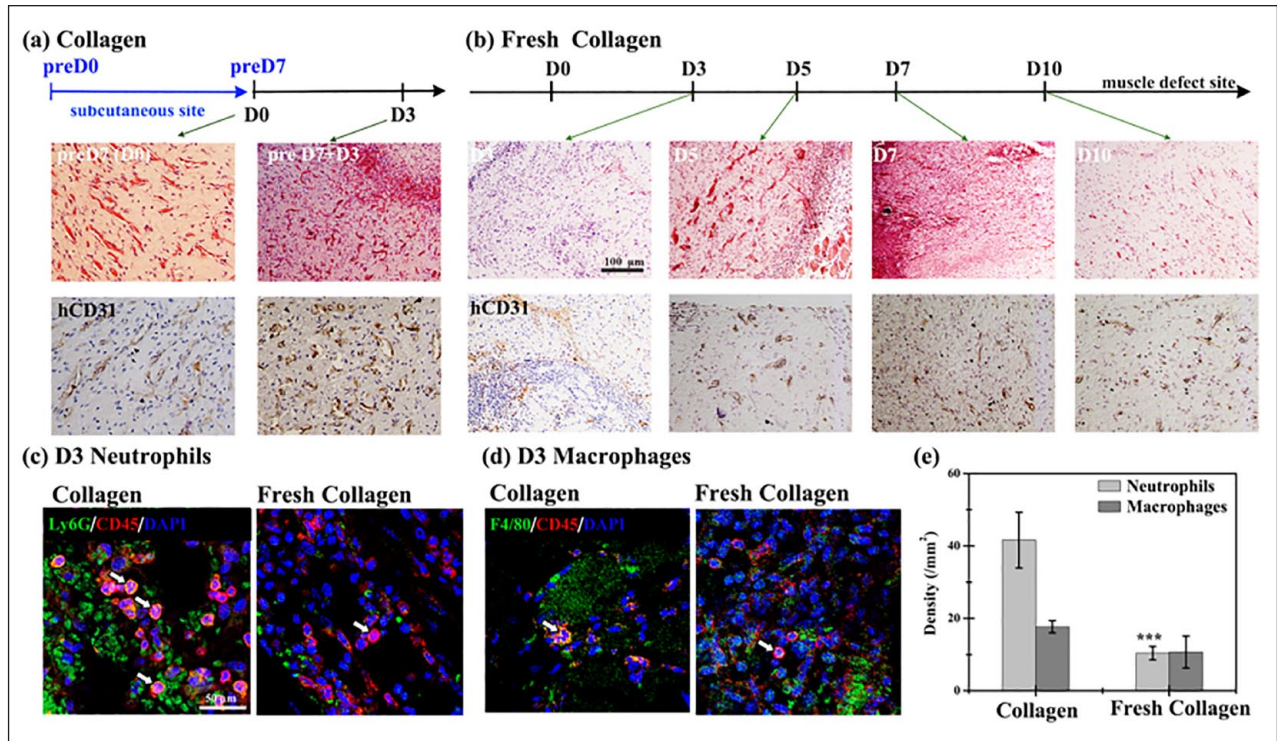 (a) Collagen
preD0 preD7
subcutaneous site
D0 D3
preD7 (D0) pre D7+D3
hCD31
(b) Fresh Collagen
D0 D3 D5 D7 D10
muscle defect site
D3 D5 D7 D10
100 µm
hCD31
(c) D3 Neutrophils
Collagen Fresh Collagen
Ly6G/CD45/DAPI
50 µm
(d) D3 Macrophages
Collagen Fresh Collagen
F4/80/CD45/DAPI
(e)
60
40
20
0
Density (/mm²)
Neutrophils
Macrophages
***
Collagen Fresh Collagen